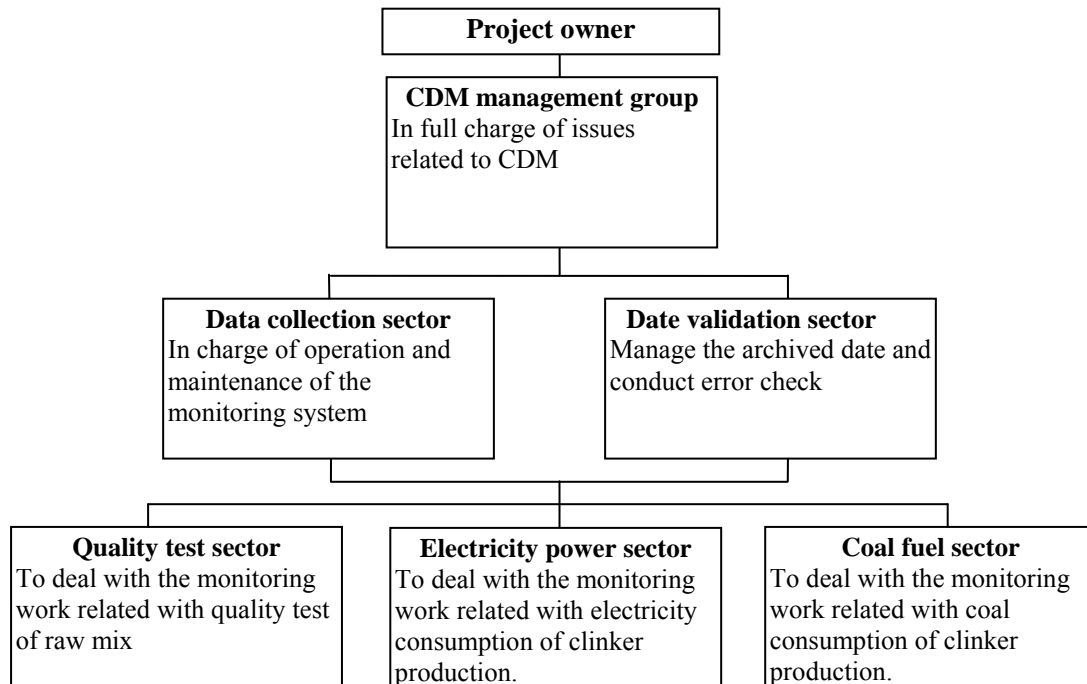 Project owner
CDM management group
In full charge of issues
related to CDM
Data collection sector
In charge of operation and
maintenance of the
monitoring system
Date validation sector
Manage the archived date and
conduct error check
Quality test sector
To deal with the monitoring
work related with quality test
of raw mix
Electricity power sector
To deal with the monitoring
work related with electricity
consumption of clinker
production.
Coal fuel sector
To deal with the monitoring
work related with coal
consumption of clinker
production.